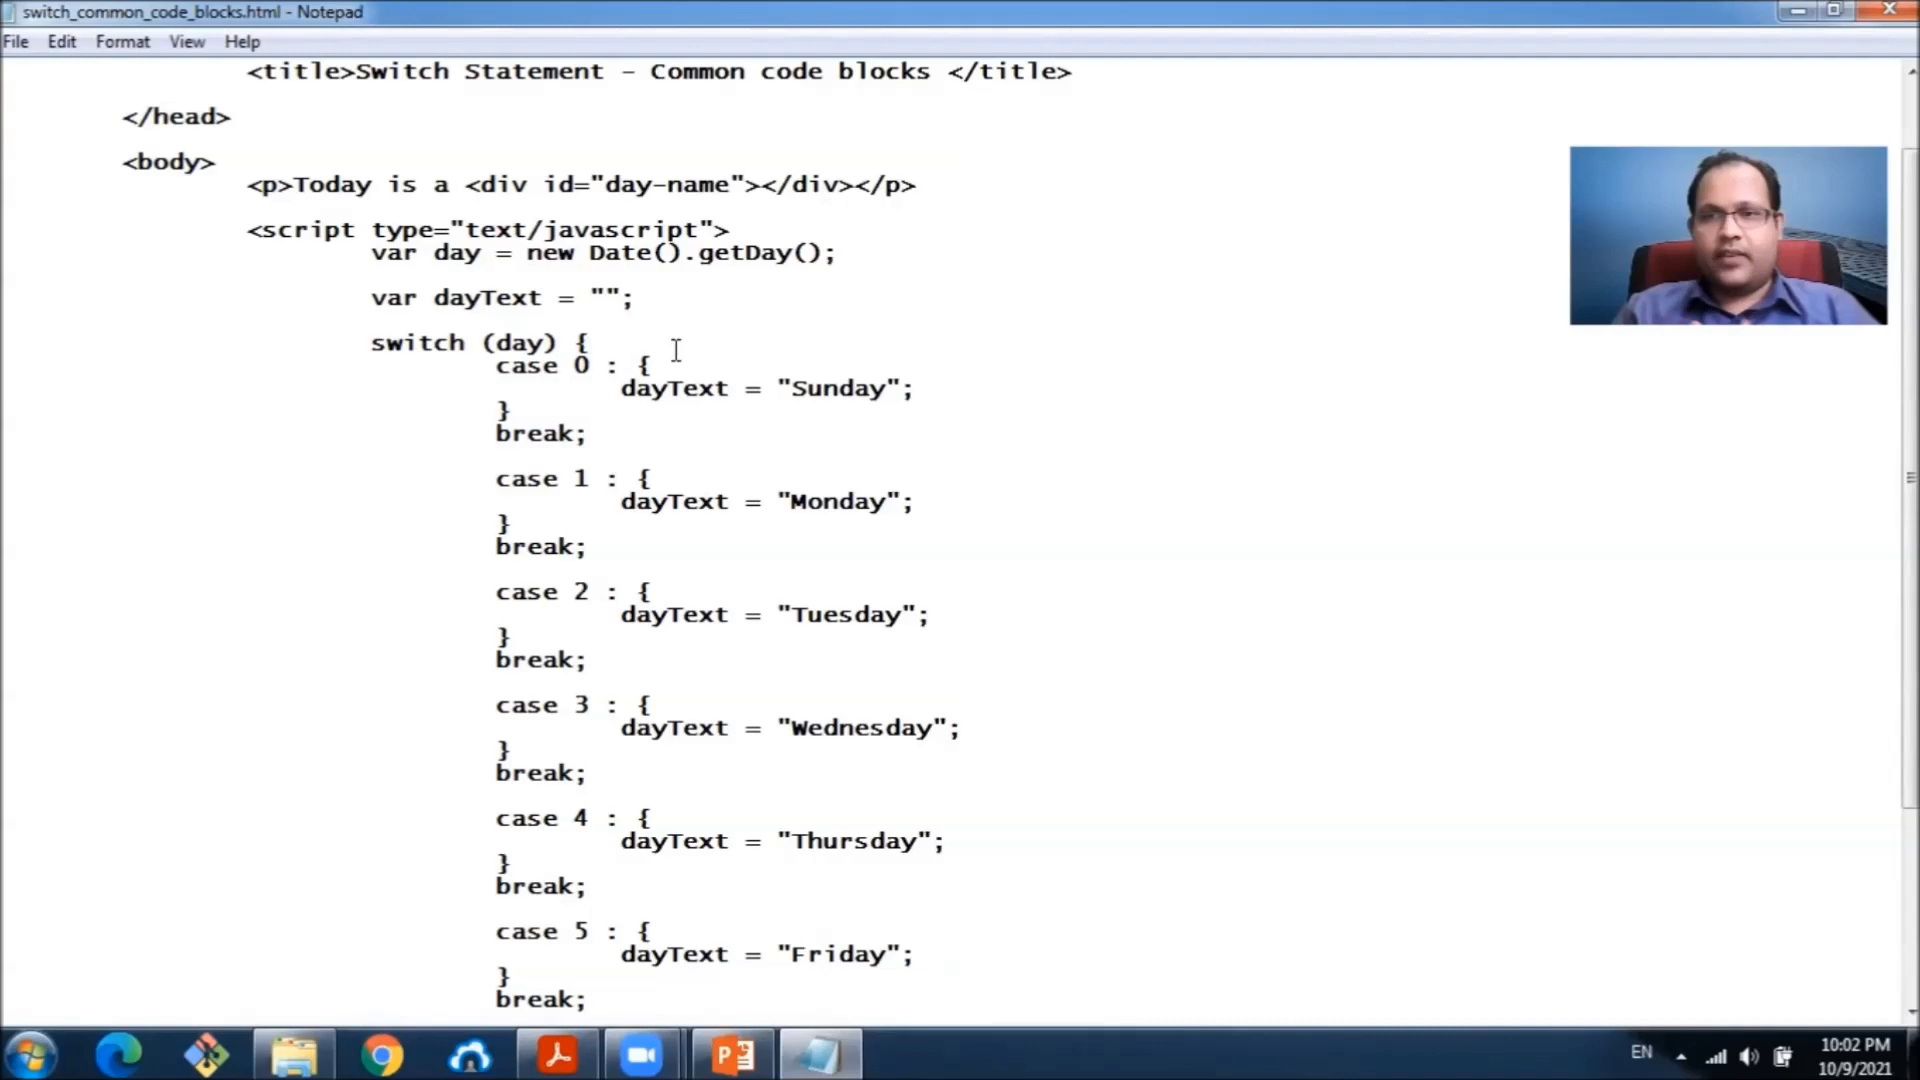 switch_common_code_blocks.html - Notepad
File Edit Format View Help
<title>Switch Statement - Common code blocks </title>
</head>
<body>
<p>Today is a <div id="day-name"></div></p>
<script type="text/javascript">
var day = new Date().getDay();
var dayText = "";
switch (day) {
case 0 : {
dayText = "Sunday";
}
break;
case 1 : {
dayText = "Monday";
}
break;
case 2 : {
dayText = "Tuesday";
}
break;
case 3 : {
dayText = "Wednesday";
}
break;
case 4 : {
dayText = "Thursday";
}
break;
case 5 : {
dayText = "Friday";
}
break;
EN
10:02 PM
10/9/2021